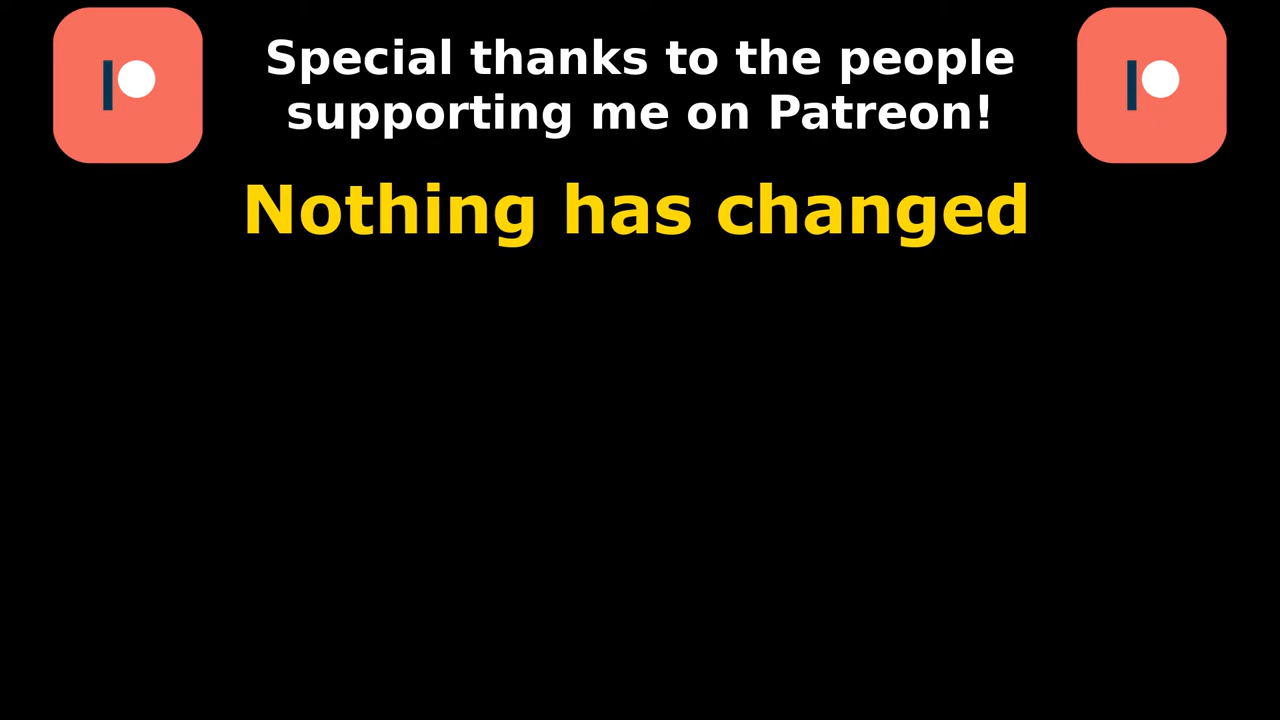 Special thanks to the people
supporting me on Patreon!
Nothing has changed